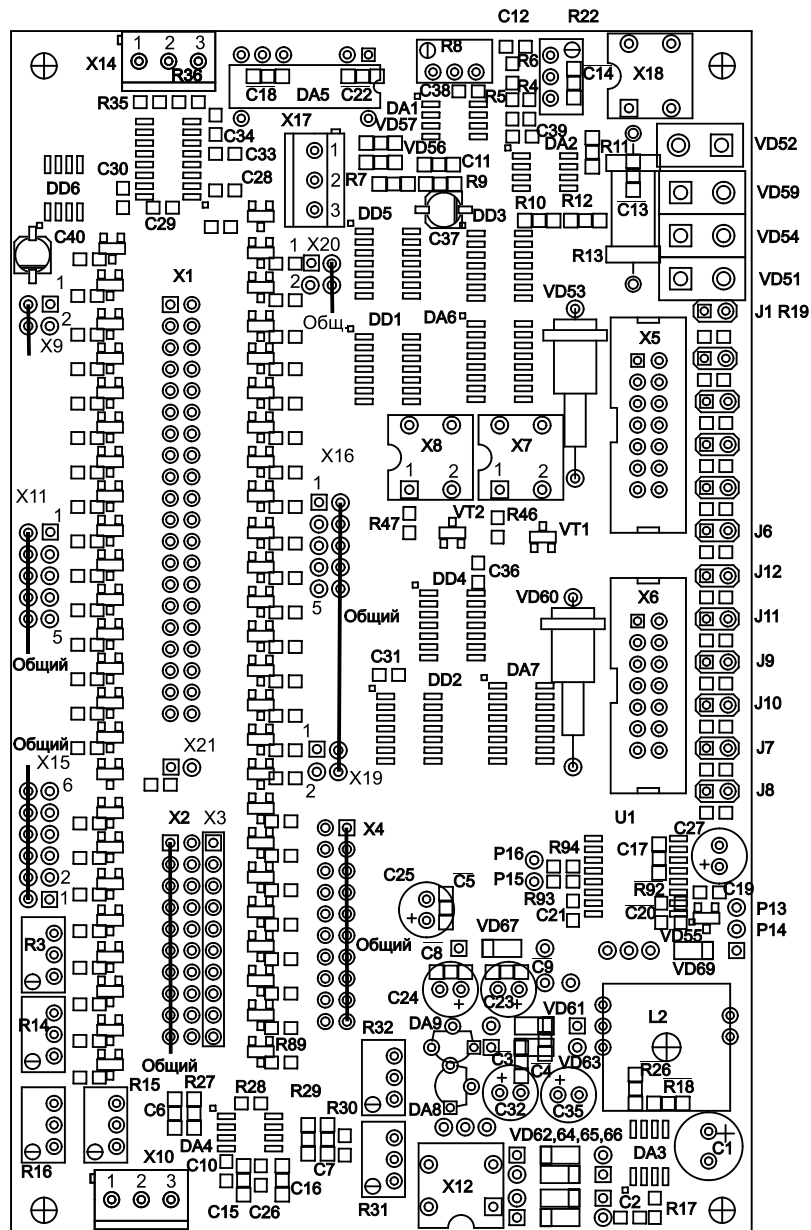 C12 R22
X14 1 2 3
R36
R8
R6
C14
X18
C18 DA5 C22
C38 R5 R4
R35
DA1
X17
VD57
C34
C39
VD56
DA2 R11
VD52
C33
1
C30
C11
2
R7 R9
DD6
C28
C13
VD59
3
C29
DD5
DD3
R10 R12
C40
C37
VD54
1 X20
R13
X1
2
VD51
1
VD53
2
Общ.
J1 R19
X9
DD1 DA6
X5
X8 X7
X16
1 2 1 2
X11
1
1
R47 VT2 R46
VT1
J6
C36
DD4
J12
5
VD60
X6
5
Общий
J11
Общий
C31
DA7
J9
DD2
J10
Общий
1
J7
X15
X21
6
2 X19
J8
X2 X3
X4
U1
C27
P16 R94
C17
2
C25 C5
P15
R92
C19
1
R93
C20
P13
C21
R3
Общий
VD67
VD55
P14
C8
C9
VD69
C24 C23
R14
R32 DA9
VD61
L2
Общий
R89
C3 C4 VD63
R26
R15 R27 R28 R29
R18
C6
R30 DA8 C32 C35
DA4
VD62,64,65,66
C1
R16 X10
C10
C7
DA3
X12
1 2 3
C16
C15 C26
R31
C2 R17